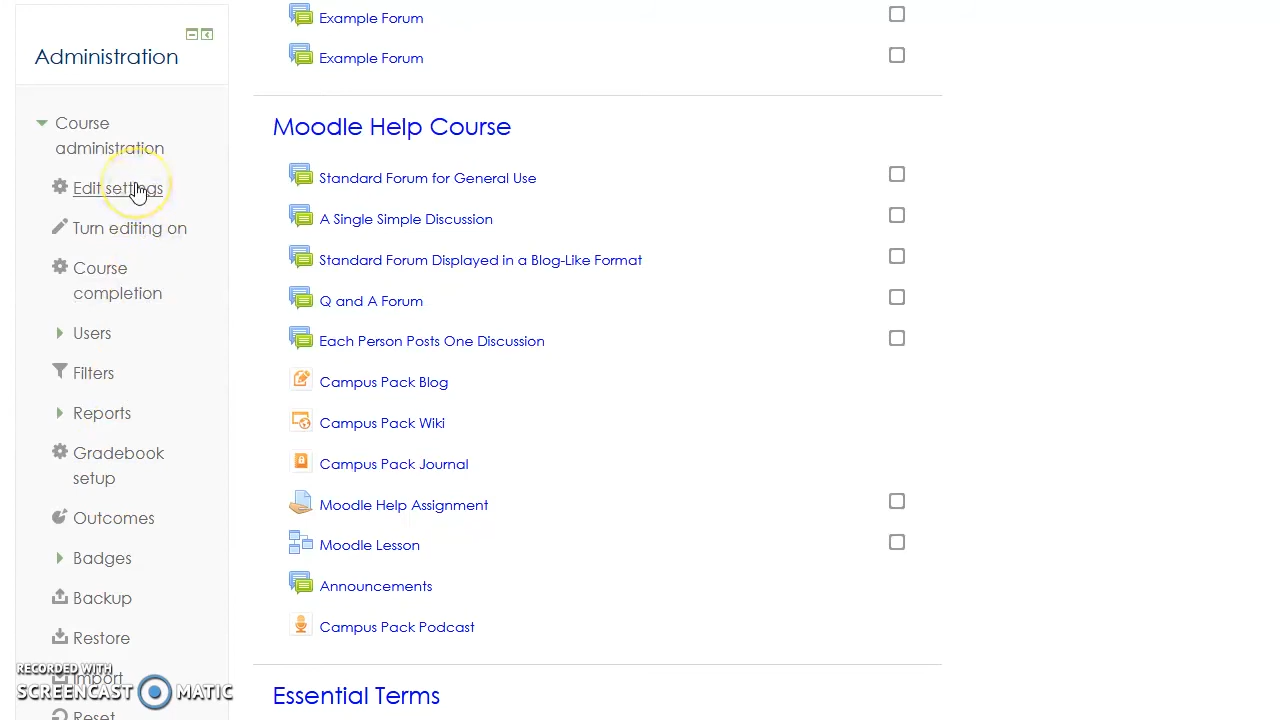 Administration
Course
administration
Edit settings
Turn editing on
Course
completion
Users
Filters
Reports
Gradebook
setup
Outcomes
Badges
Backup
Restore
Import
Reset
RECORDED WITH
SCREENCAST MATIC
Example Forum
Example Forum
Moodle Help Course
Standard Forum for General Use
A Single Simple Discussion
Standard Forum Displayed in a Blog-Like Format
Q and A Forum
Each Person Posts One Discussion
Campus Pack Blog
Campus Pack Wiki
Campus Pack Journal
Moodle Help Assignment
Moodle Lesson
Announcements
Campus Pack Podcast
Essential Terms